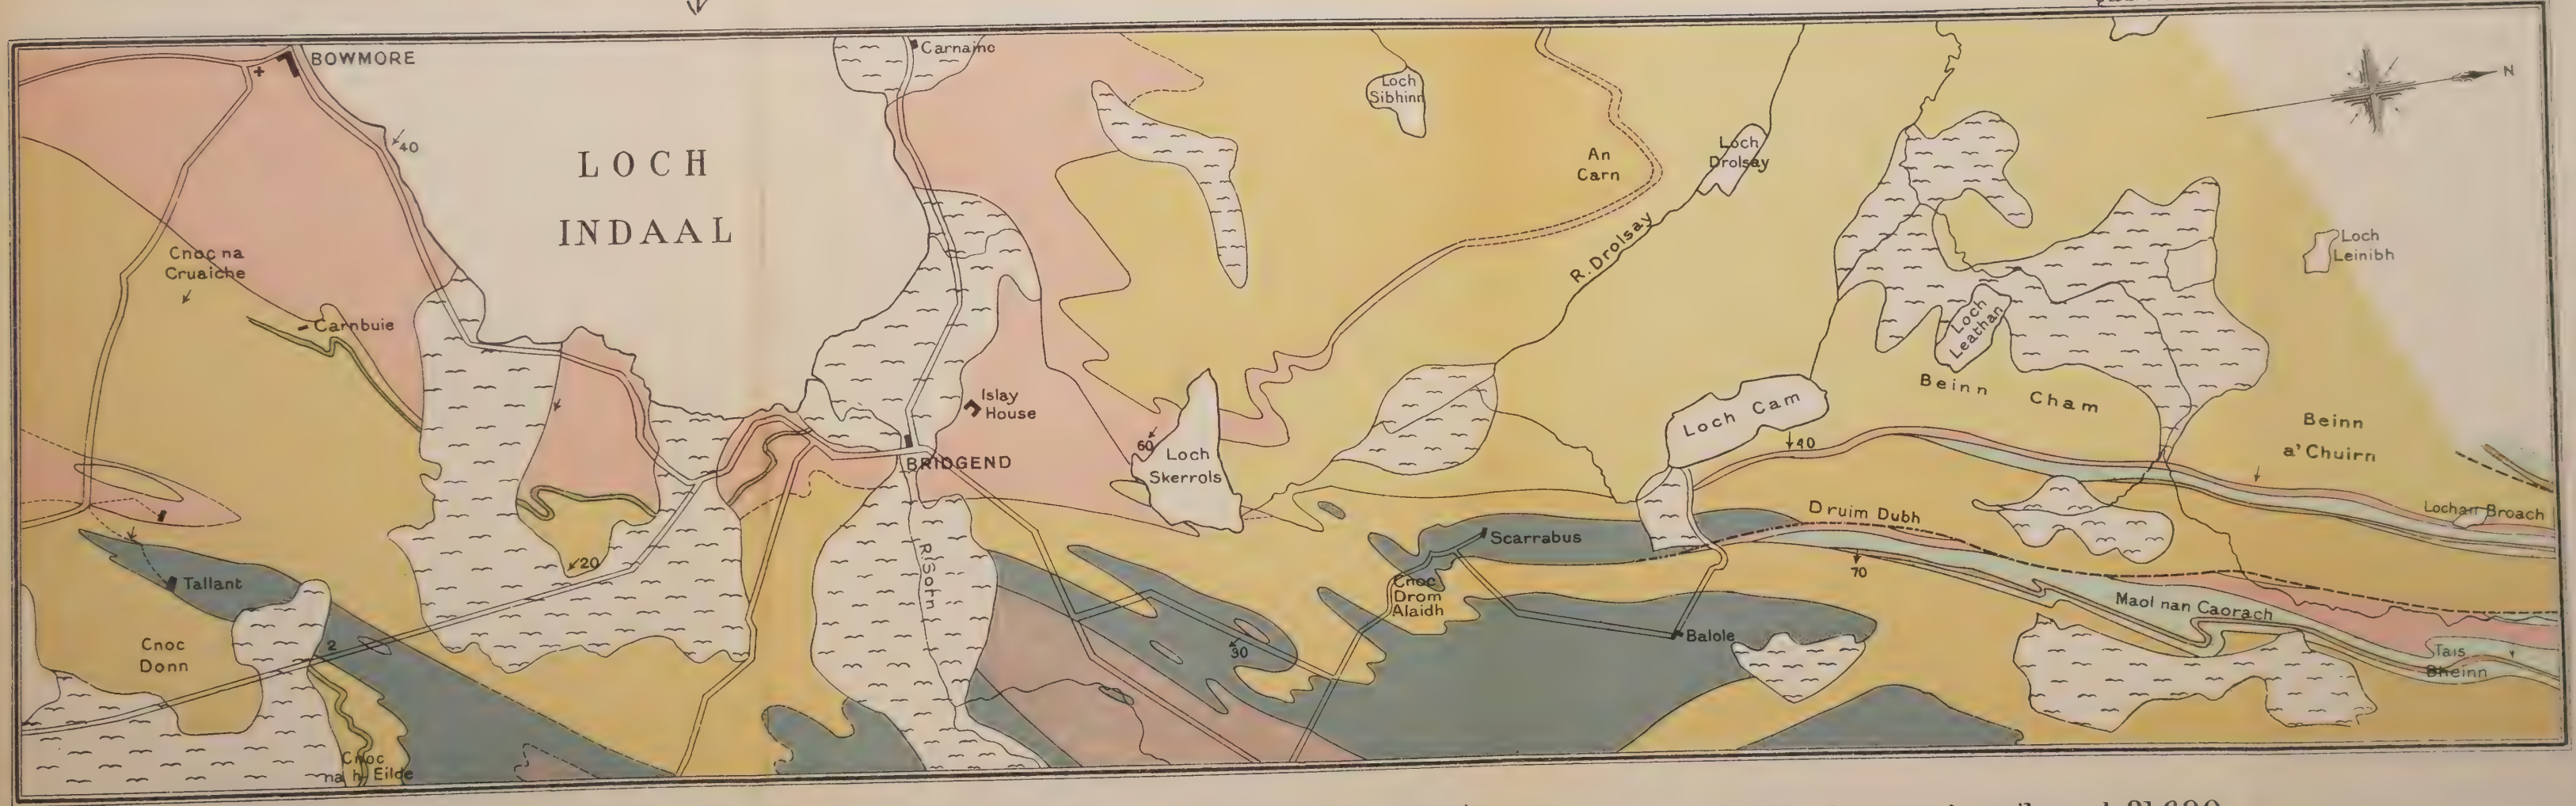 BOWMORE
40
LOCH
INDAAL
Cnoc na
Cruaiche
Carnbuie
20
Tallant
2
Cnoc
Donn
Cnoc
na h-Eilde
Carnainc
Islay
House
BRIDGEND
R. Sorn
60
Loch
Skerrols
Loch
Sibhinn
An
Carn
Loch
Drolsay
R. Drolsay
Loch Cam
Beinn Cham
40
Loch
Leathan
Loch
Leinibh
N
Beinn
a' Chuirn
Lochan Broach
Druim Dubh
Scarrabus
70
Cnoc
Drom
Alaidh
30
Balole
Maol nan Caorach
Tais
Bheinn